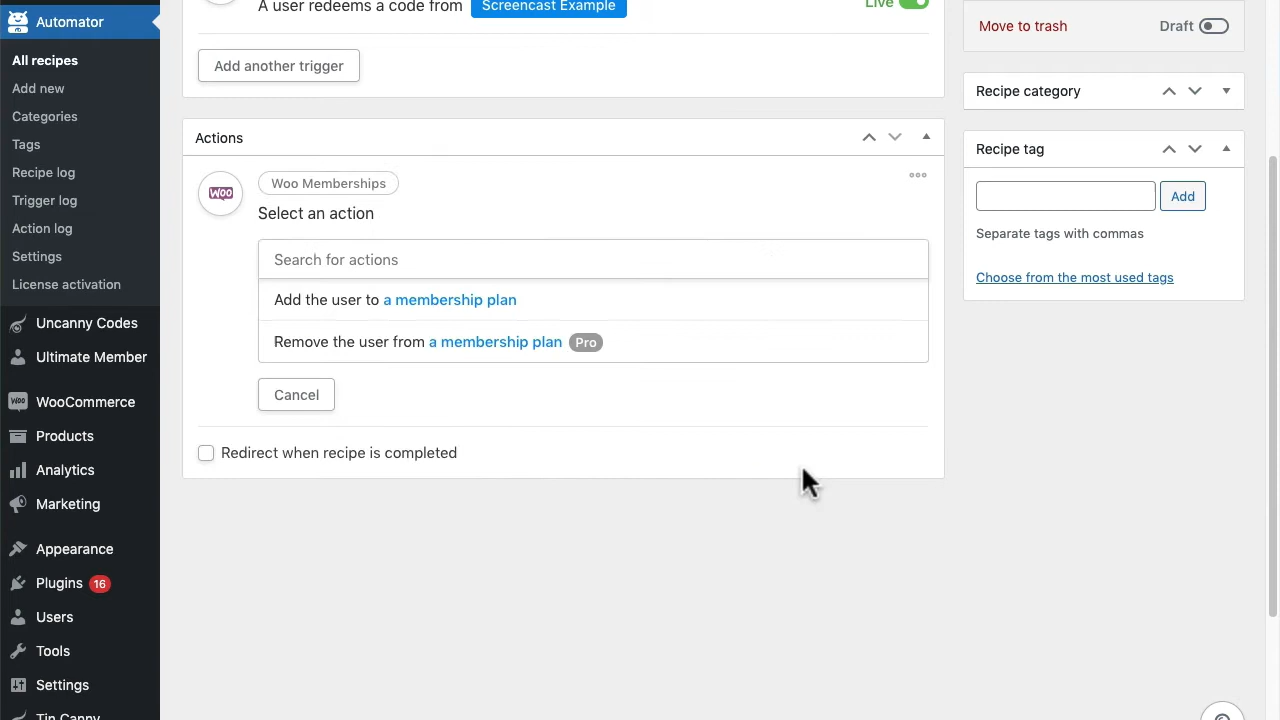 Automator
All recipes
Add new
Categories
Tags
Recipe log
Trigger log
Action log
Settings
License activation
Uncanny Codes
Ultimate Member
WooCommerce
Products
Analytics
Marketing
Appearance
Plugins 16
Users
Tools
Settings
Tin Canny
A user redeems a code from Screencast Example
Live
Add another trigger
Actions
Woo
Woo Memberships
Select an action
Search for actions
Add the user to a membership plan
Remove the user from a membership plan Pro
Cancel
Redirect when recipe is completed
Move to trash
Draft
Recipe category
Recipe tag
Add
Separate tags with commas
Choose from the most used tags